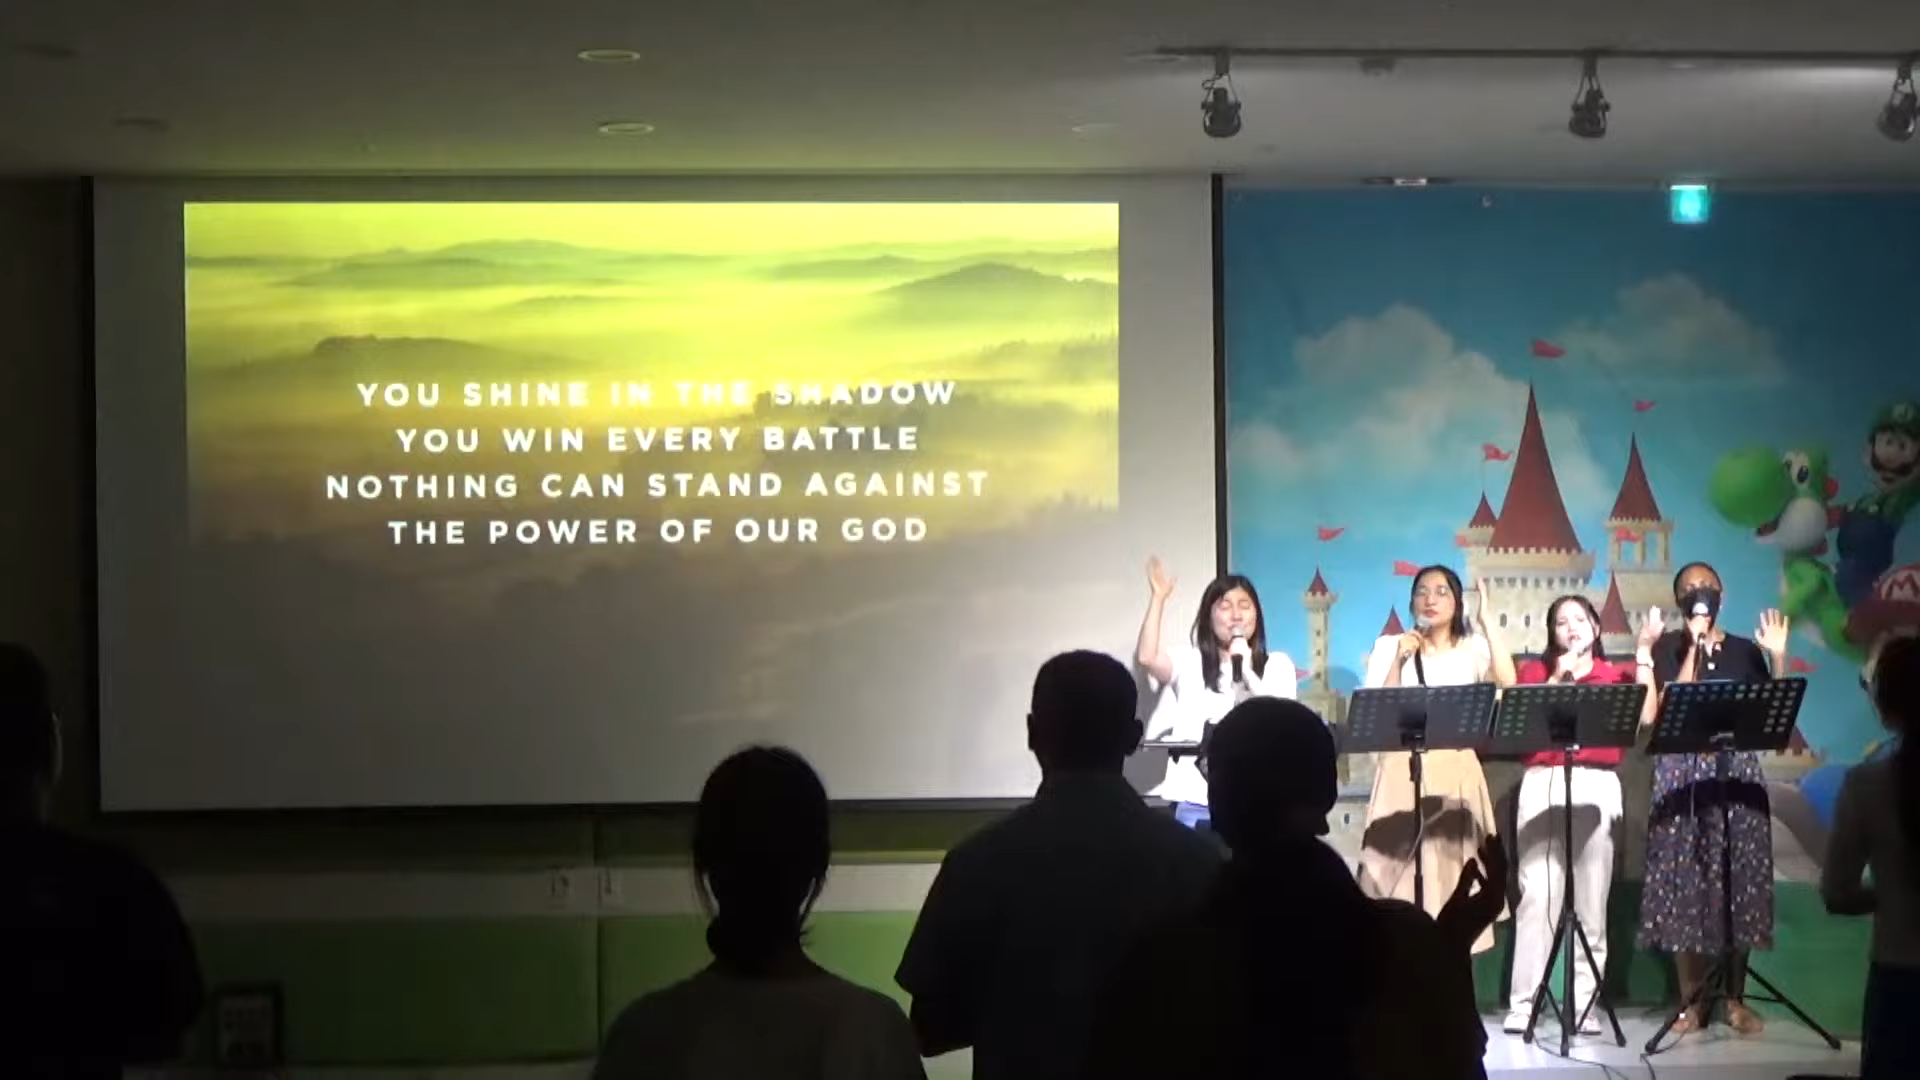 YOU SHINE IN THE SHADOW
YOU WIN EVERY BATTLE
NOTHING CAN STAND AGAINST
THE POWER OF OUR GOD
M